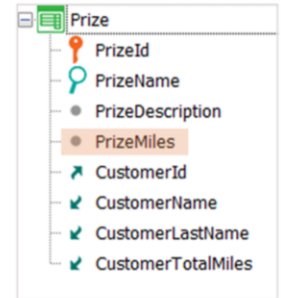 Prize
PrizeId
PrizeName
PrizeDescription
PrizeMiles
CustomerId
CustomerName
CustomerLastName
CustomerTotalMiles